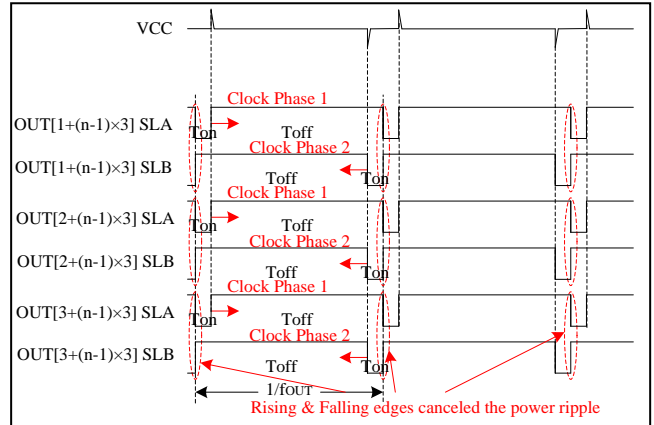 VCC
Clock Phase 1
OUT[1+(n-1)×3] SLA
Ton
Toff
Clock Phase 2
OUT[1+(n-1)×3] SLB
Toff
Ton
Clock Phase 1
OUT[2+(n-1)×3] SLA
Ton
Toff
Clock Phase 2
OUT[2+(n-1)×3] SLB
Toff
Ton
Clock Phase 1
OUT[3+(n-1)×3] SLA
Ton
Toff
Clock Phase 2
OUT[3+(n-1)×3] SLB
Toff
Ton
1/fOUT
Rising & Falling edges canceled the power ripple